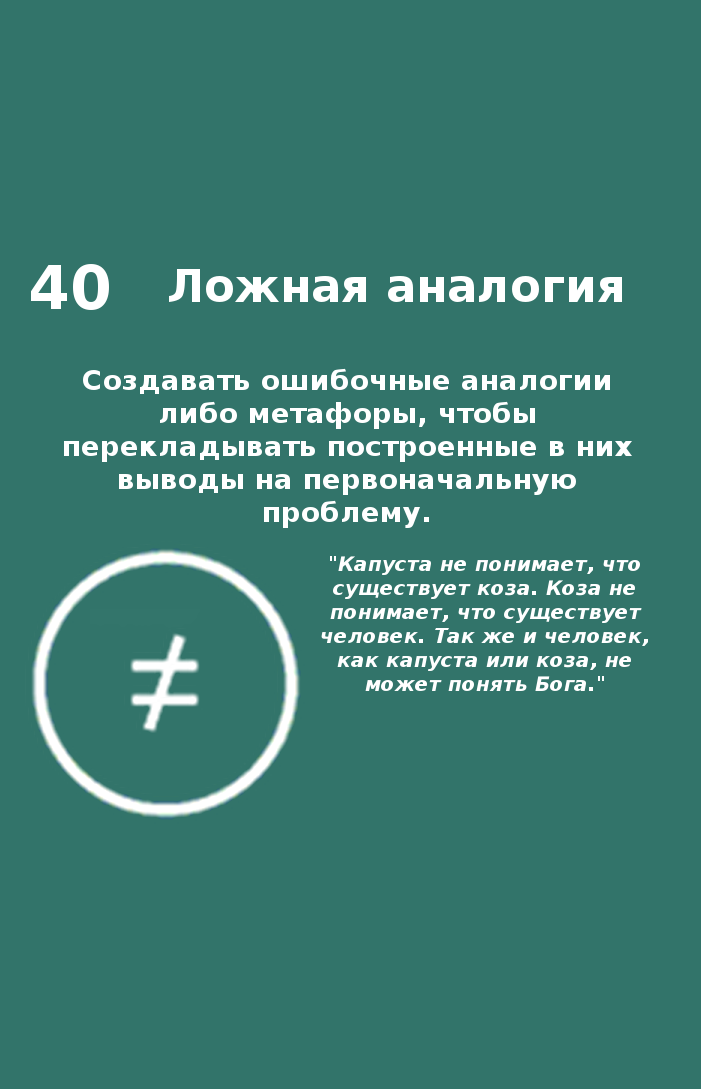 40 Ложная аналогия
Создавать ошибочные аналогии
либо метафоры, чтобы
перекладывать построенные в них
выводы на первоначальную
проблему.
"Капуста не понимает, что
существует коза. Коза не
понимает, что существует
человек. Так же и человек,
как капуста или коза, не
может понять Бога."
≠